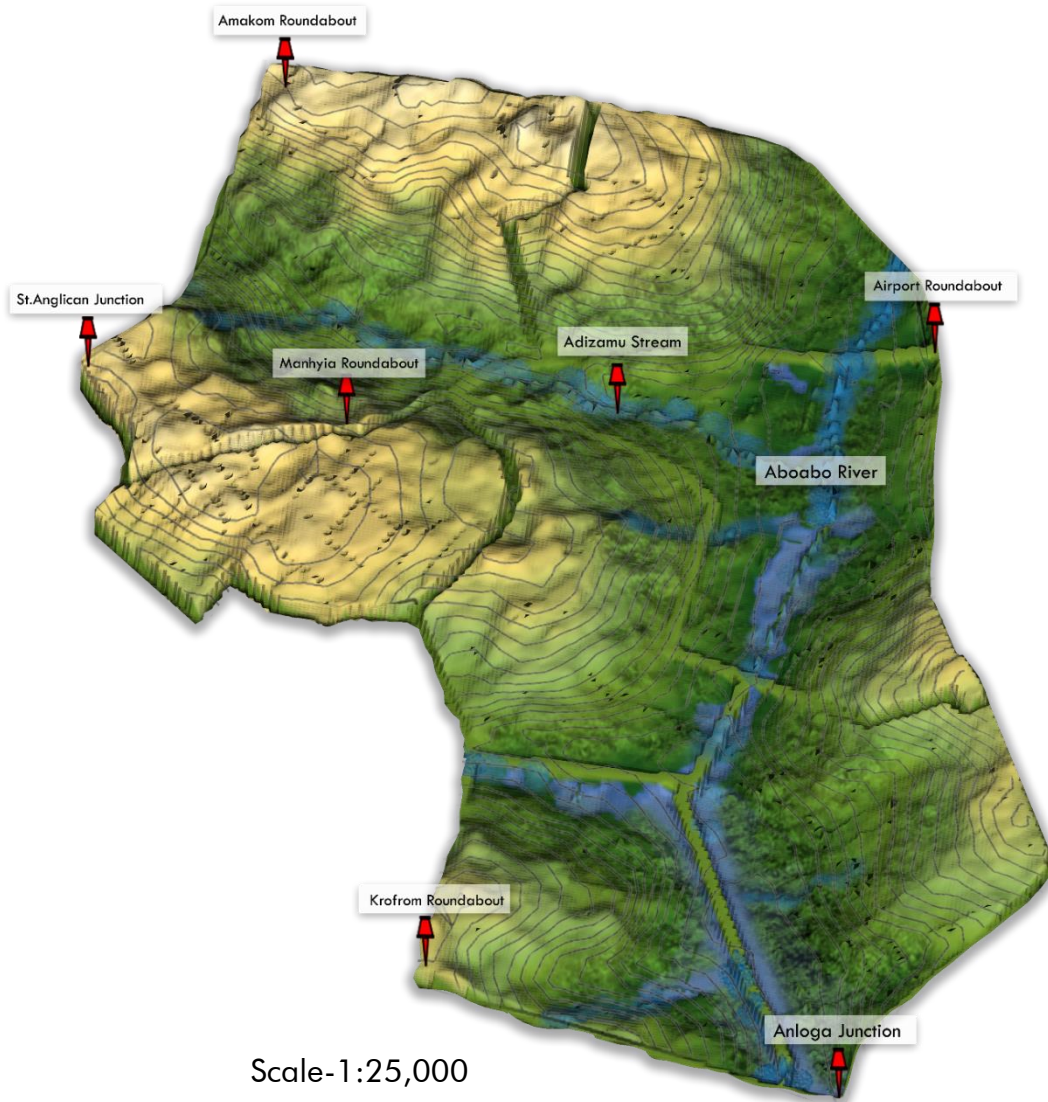 Amakom Roundabout
Airport Roundabout
St.Anglican Junction
Adizamu Stream
Manhyia Roundabout
Aboabo River
Krofrom Roundabout
Anloga Junction
Scale-1:25,000